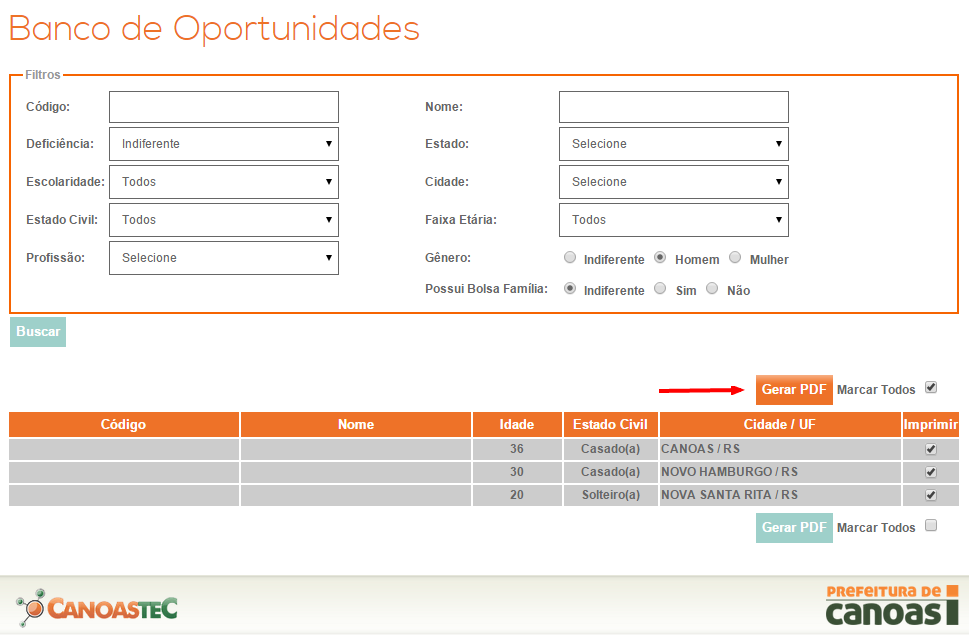 Banco de Oportunidades
Filtros
Código: Nome:
Deficiência: Indiferente Estado: Selecione
Escolaridade: Todos Cidade: Selecione
Estado Civil: Todos Faixa Etária: Todos
Profissão: Selecione Gênero: Indiferente Homem Mulher
Possui Bolsa Família: Indiferente Sim Não
Buscar
Gerar PDF Marcar Todos
Código Nome Idade Estado Civil Cidade / UF Imprimir
36 Casado(a) CANOAS / RS
30 Casado(a) NOVO HAMBURGO / RS
20 Solteiro(a) NOVA SANTA RITA / RS
Gerar PDF Marcar Todos
CANOASTEC PREFEITURA DE
canoas